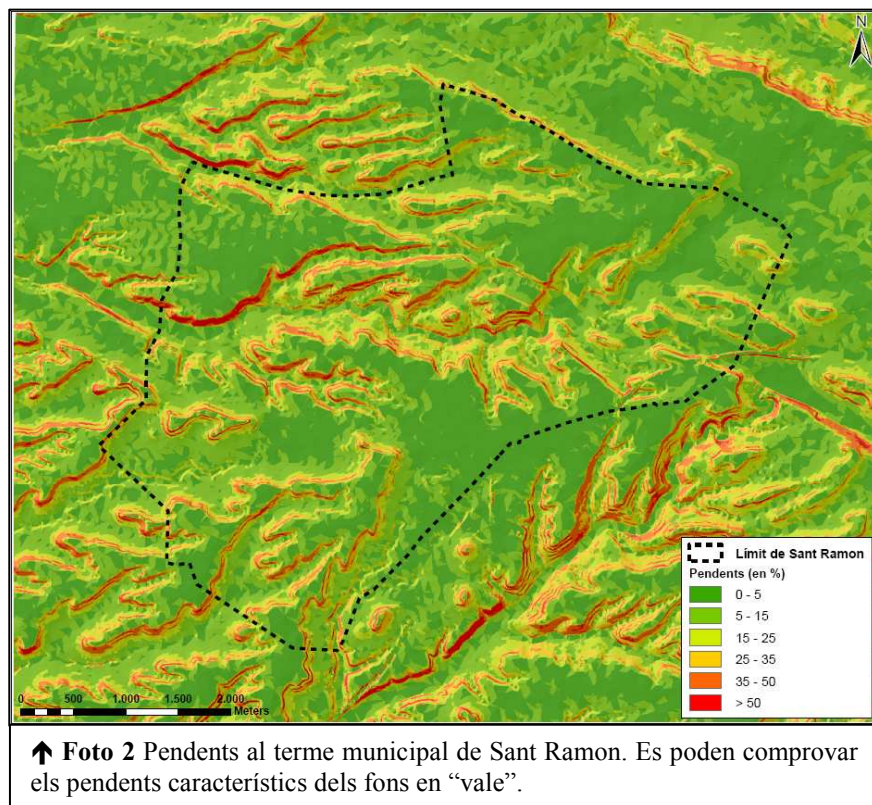 N
Límit de Sant Ramon
Pendents (en %)
0 - 5
5 - 15
15 - 25
25 - 35
35 - 50
> 50
0 500 1.000 1.500 2.000
Meters
↑ Foto 2 Pendents al terme municipal de Sant Ramon. Es poden comprovar
els pendents característics dels fons en “vale”.